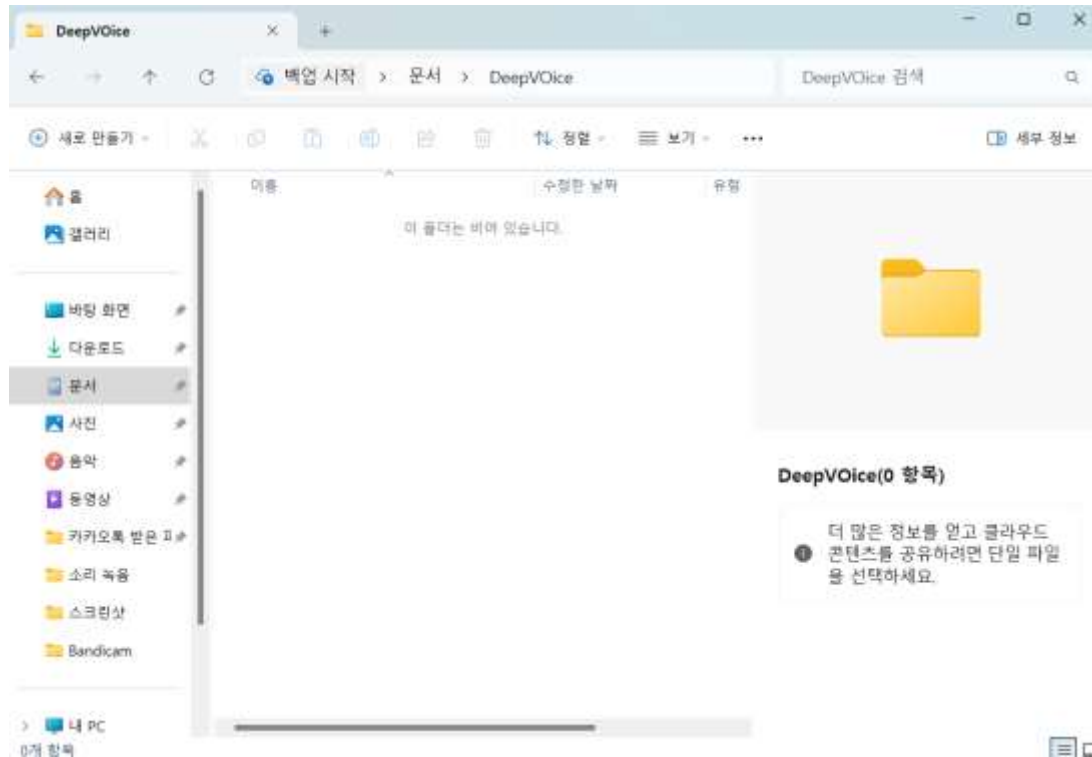 DeepVOice
백업 시작 > 문서 > DeepVOice
DeepVOice 검색
새로 만들기
정렬
보기
세부 정보
이름
수정한 날짜
유형
이 폴더는 비어 있습니다.
홈
갤러리
바탕 화면
다운로드
문서
사진
음악
동영상
카카오톡 받은 파
소리 녹음
스크린샷
Bandicam
내 PC
DeepVOice(0 항목)
더 많은 정보를 얻고 클라우드
콘텐츠를 공유하려면 단일 파일
을 선택하세요.
0개 항목